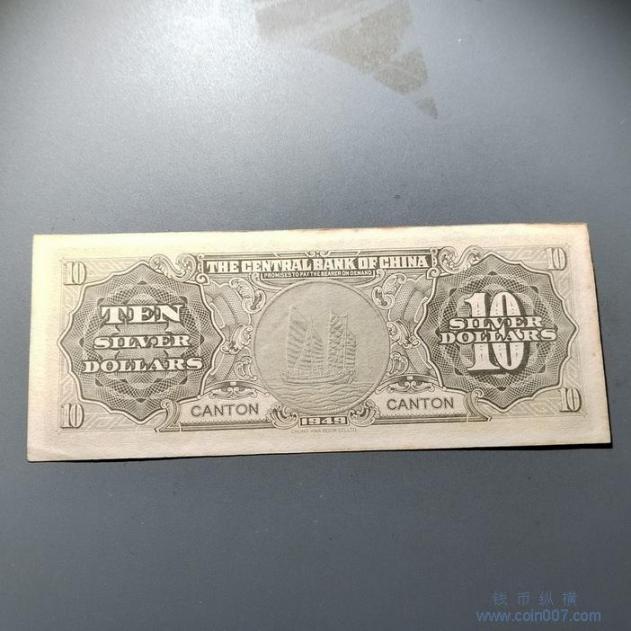 THE CENTRAL BANK OF CHINA
PROMISES TO PAY THE BEARER ON DEMAND
10
10
TEN
SILVER
DOLLARS
10
SILVER
DOLLARS
10
10
CANTON
CANTON
1949
钱币纵横
www.coin007.com